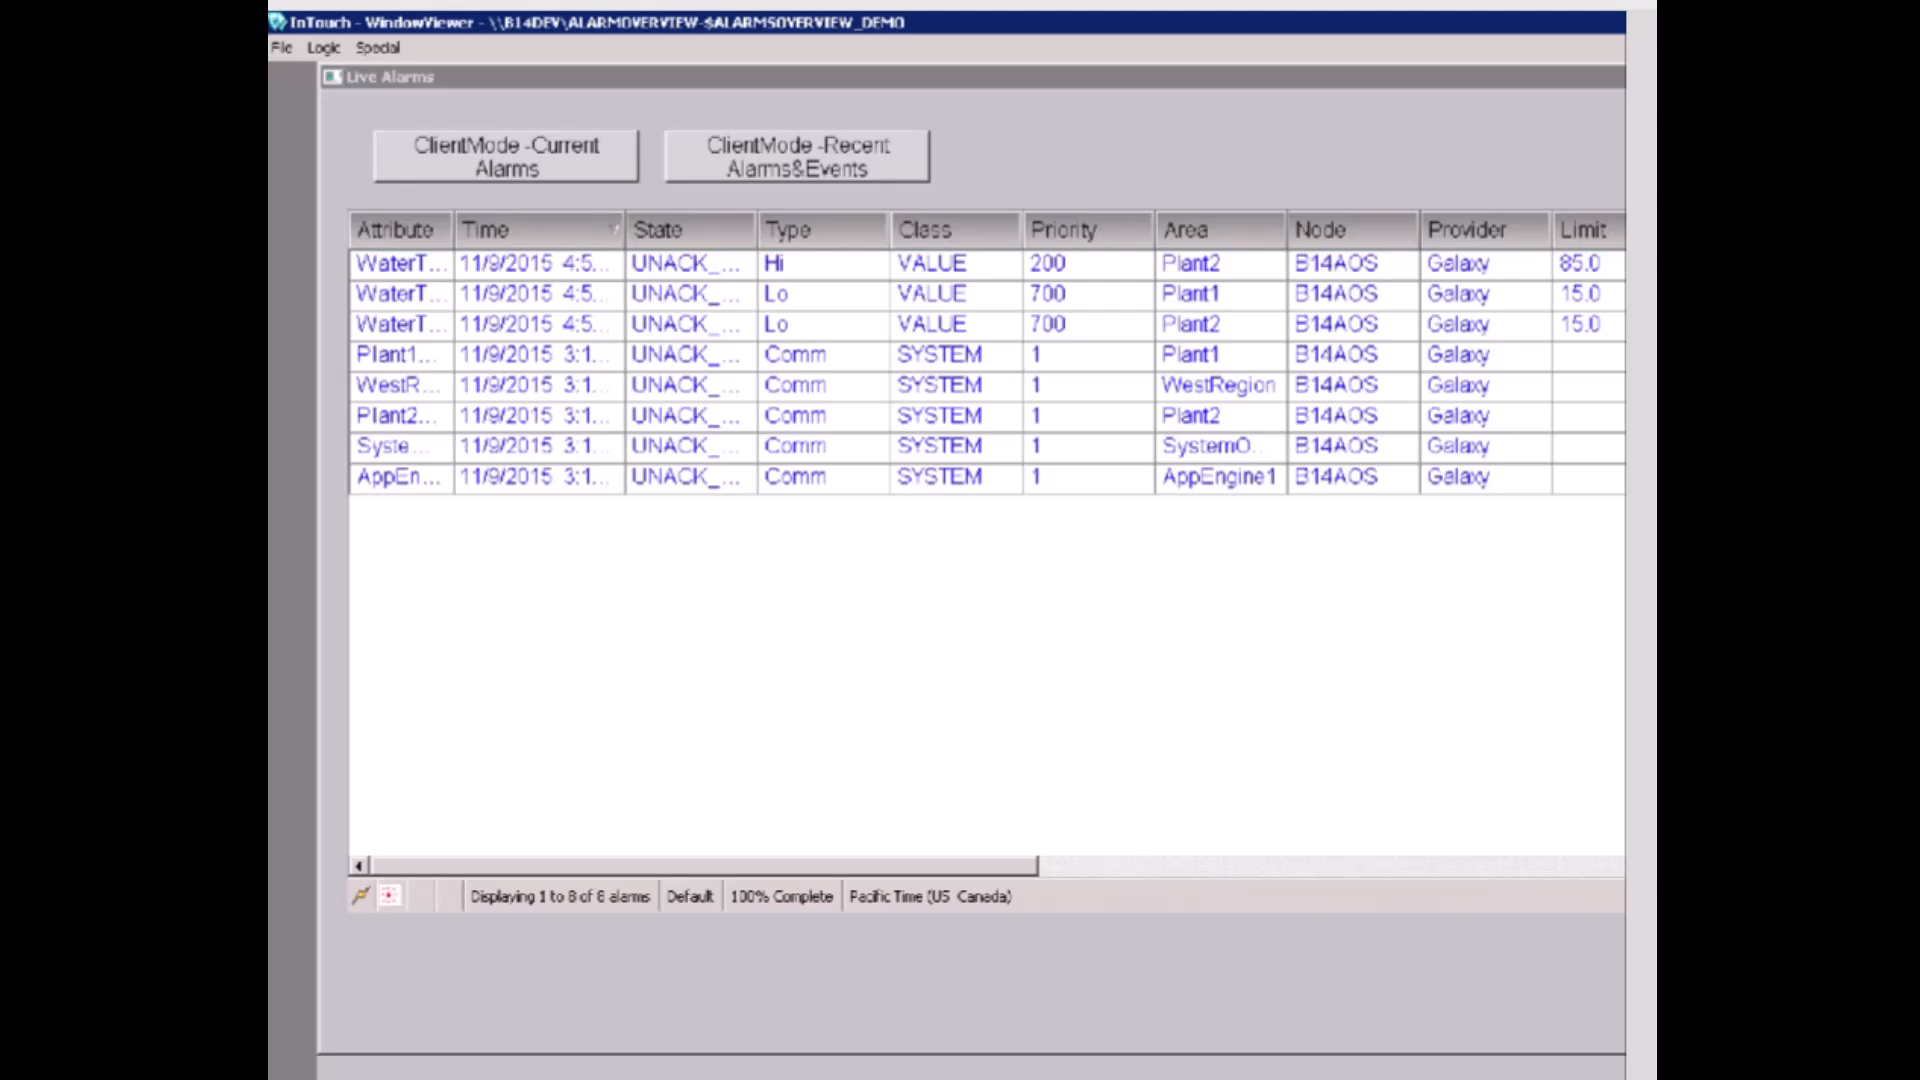 InTouch - WindowViewer - \\B14DEV\ALARMOVERVIEW-$ALARMSOVERVIEW_DEMO
File Logic Special
Live Alarms
ClientMode -Current
Alarms
ClientMode -Recent
Alarms&Events
Attribute Time State Type Class Priority Area Node Provider Limit
WaterT... 11/9/2015 4:5... UNACK_... Hi VALUE 200 Plant2 B14AOS Galaxy 85.0
WaterT... 11/9/2015 4:5... UNACK_... Lo VALUE 700 Plant1 B14AOS Galaxy 15.0
WaterT... 11/9/2015 4:5... UNACK_... Lo VALUE 700 Plant2 B14AOS Galaxy 15.0
Plant1... 11/9/2015 3:1... UNACK_... Comm SYSTEM 1 Plant1 B14AOS Galaxy
WestR... 11/9/2015 3:1... UNACK_... Comm SYSTEM 1 WestRegion B14AOS Galaxy
Plant2... 11/9/2015 3:1... UNACK_... Comm SYSTEM 1 Plant2 B14AOS Galaxy
Syste... 11/9/2015 3:1... UNACK_... Comm SYSTEM 1 SystemO... B14AOS Galaxy
AppEn... 11/9/2015 3:1... UNACK_... Comm SYSTEM 1 AppEngine1 B14AOS Galaxy
Displaying 1 to 8 of 8 alarms Default 100% Complete Pacific Time (US Canada)